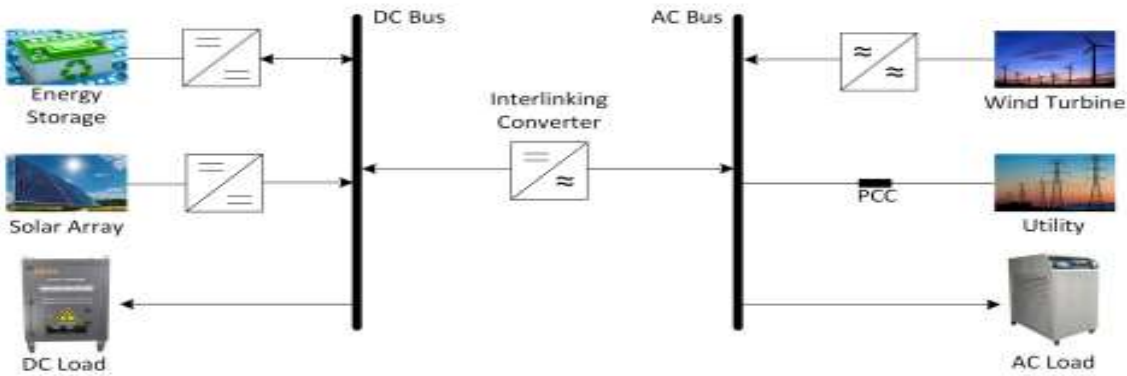 DC Bus
AC Bus
Energy
Storage
Interlinking
Converter
Wind Turbine
Solar Array
PCC
Utility
DC Load
AC Load